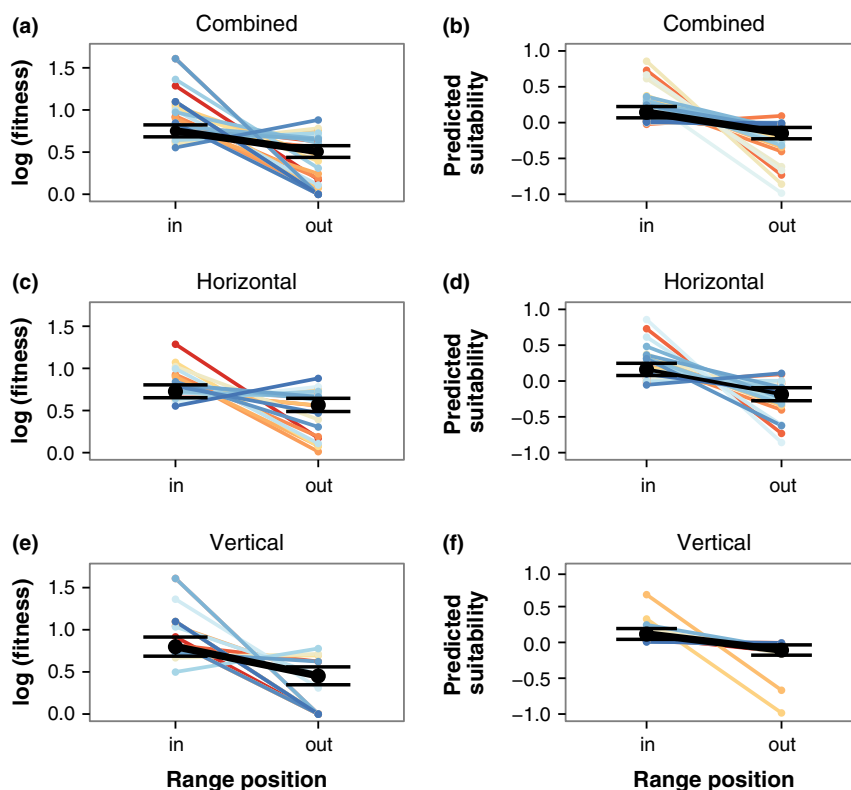 (a) Combined
log (fitness)
1.5
1.0
0.5
0.0
in out
(b) Combined
Predicted
suitability
1.0
0.5
0.0
−0.5
−1.0
in out
(c) Horizontal
log (fitness)
1.5
1.0
0.5
0.0
in out
(d) Horizontal
Predicted
suitability
1.0
0.5
0.0
−0.5
−1.0
in out
(e) Vertical
log (fitness)
1.5
1.0
0.5
0.0
in out
Range position
(f) Vertical
Predicted
suitability
1.0
0.5
0.0
−0.5
−1.0
in out
Range position